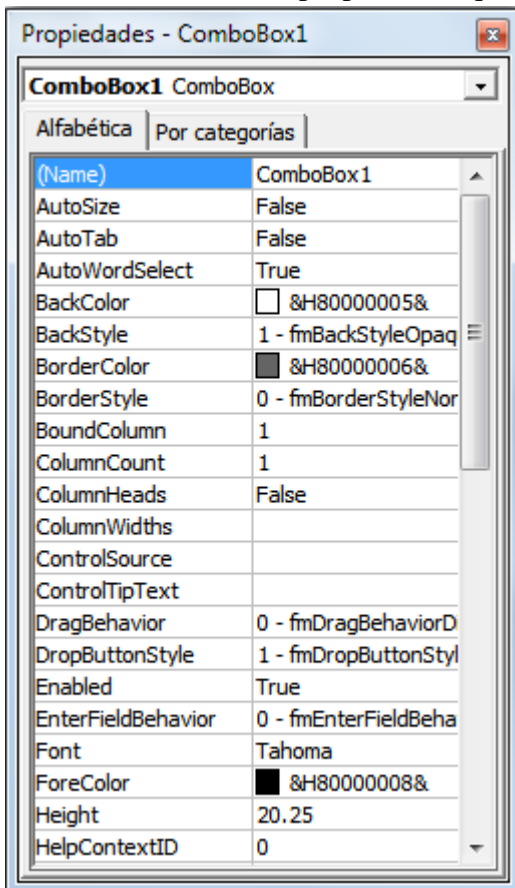 Propiedades - ComboBox1
ComboBox1 ComboBox
Alfabética Por categorías
(Name) ComboBox1
AutoSize False
AutoTab False
AutoWordSelect True
BackColor &H80000005&
BackStyle 1 - fmBackStyleOpaq
BorderColor &H80000006&
BorderStyle 0 - fmBorderStyleNor
BoundColumn 1
ColumnCount 1
ColumnHeads False
ColumnWidths
ControlSource
ControlTipText
DragBehavior 0 - fmDragBehaviorDi
DropButtonStyle 1 - fmDropButtonStyl
Enabled True
EnterFieldBehavior 0 - fmEnterFieldBeha
Font Tahoma
ForeColor &H80000008&
Height 20.25
HelpContextID 0